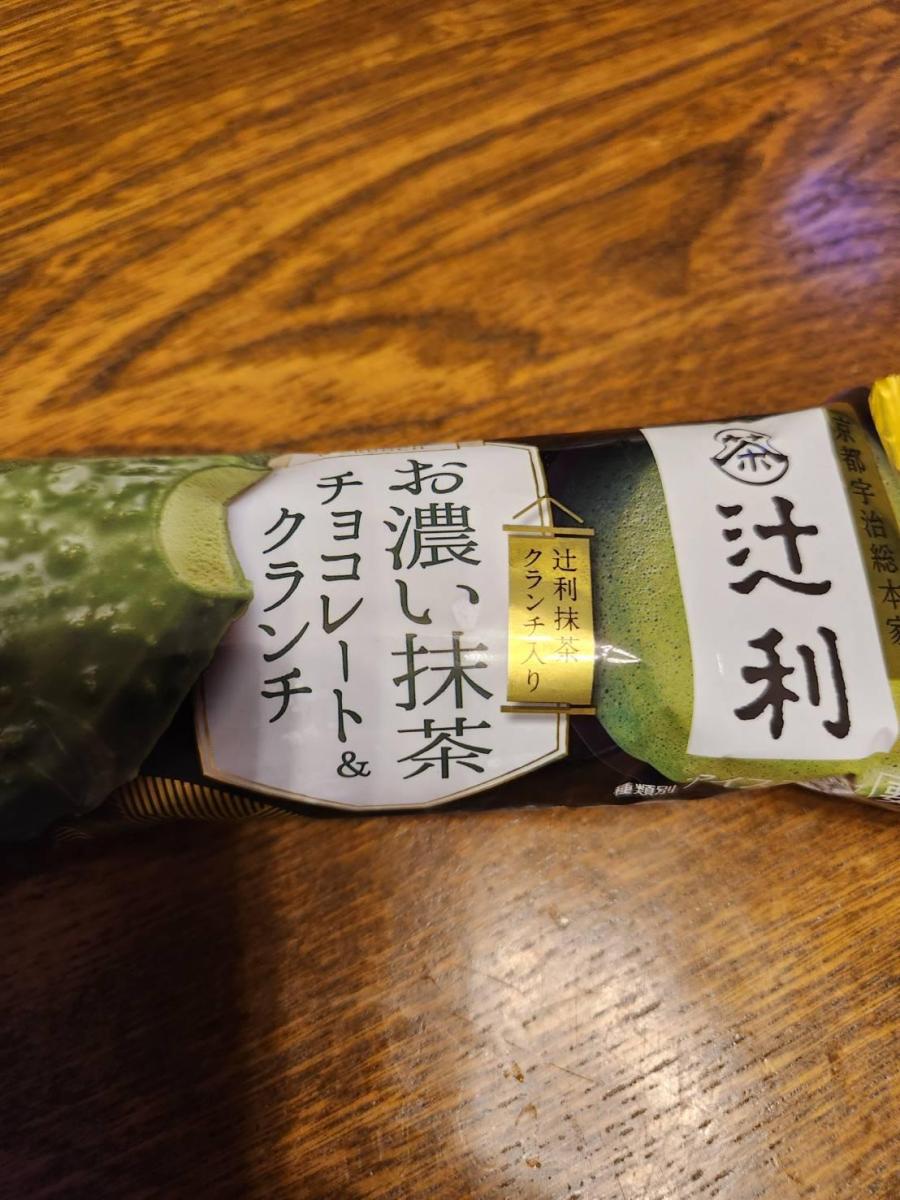 京都宇治総本家
茶
辻利
辻利抹茶
クランチ入り
お濃い抹茶
チョコレート&
クランチ
種類別